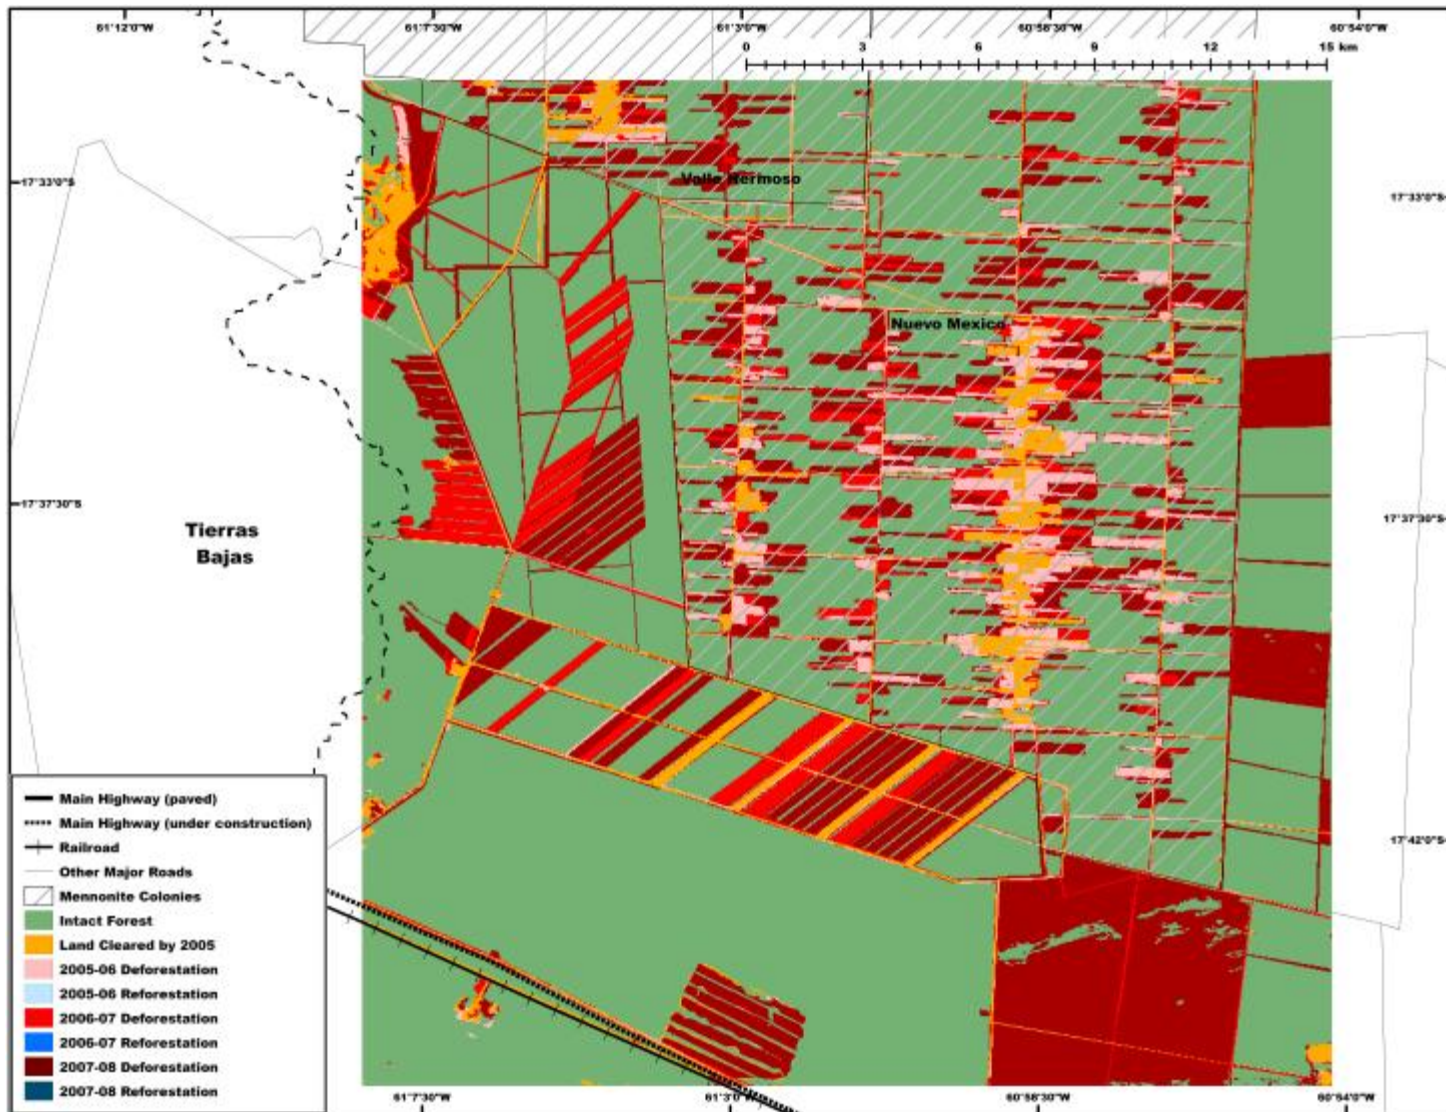 61°12'0"W 61°7'30"W 61°3'0"W 60°58'30"W 60°54'0"W
0 3 6 9 12 15 km
17°33'0"S
Valle Hermoso
17°33'0"S
Nuevo Mexico
17°37'30"S
17°37'30"S
Tierras
Bajas
17°42'0"S
Main Highway (paved)
Main Highway (under construction)
Railroad
Other Major Roads
Mennonite Colonies
Intact Forest
Land Cleared by 2005
2005-06 Deforestation
2005-06 Reforestation
2006-07 Deforestation
2006-07 Reforestation
2007-08 Deforestation
2007-08 Reforestation
61°7'30"W 61°3'0"W 60°58'30"W 60°54'0"W